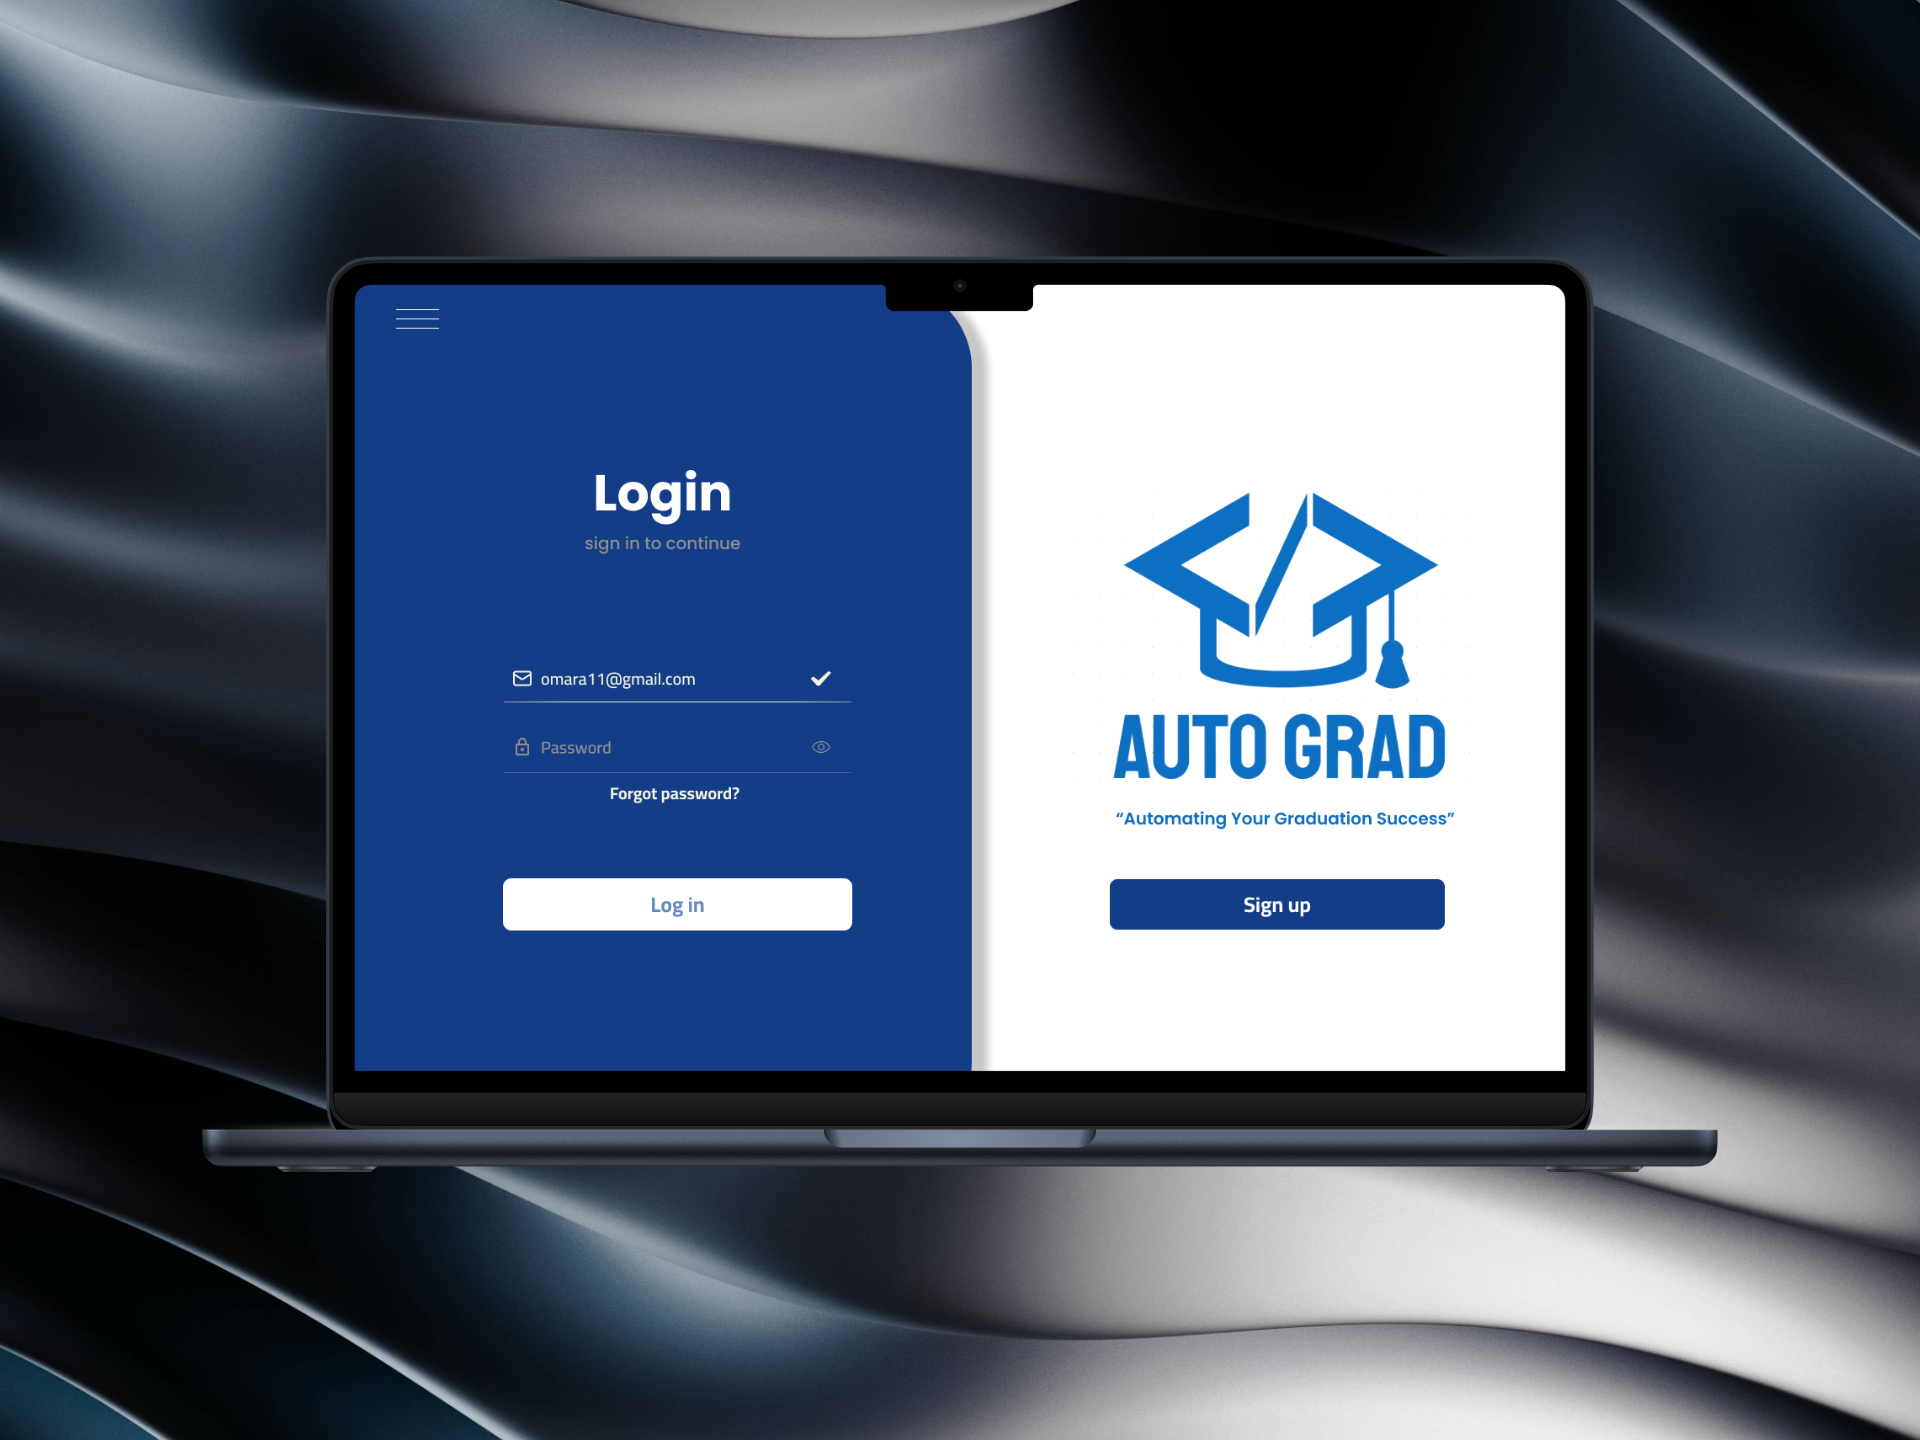 Login
sign in to continue
omara11@gmail.com
Password
Forgot password?
Log in
AUTO GRAD
“Automating Your Graduation Success”
Sign up